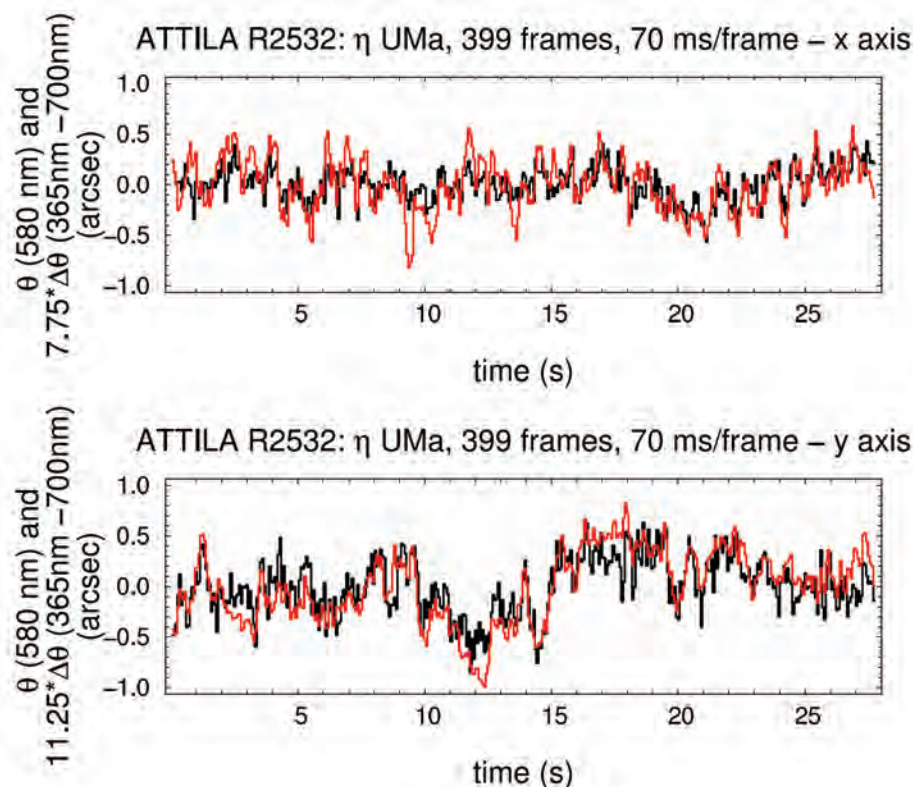 ATTILA R2532: η UMa, 399 frames, 70 ms/frame – x axis
θ (580 nm) and
7.75*Δθ (365nm –700nm)
(arcsec)
1.0
0.5
0.0
−0.5
−1.0
5 10 15 20 25
time (s)
ATTILA R2532: η UMa, 399 frames, 70 ms/frame – y axis
θ (580 nm) and
11.25*Δθ (365nm –700nm)
(arcsec)
1.0
0.5
0.0
−0.5
−1.0
5 10 15 20 25
time (s)